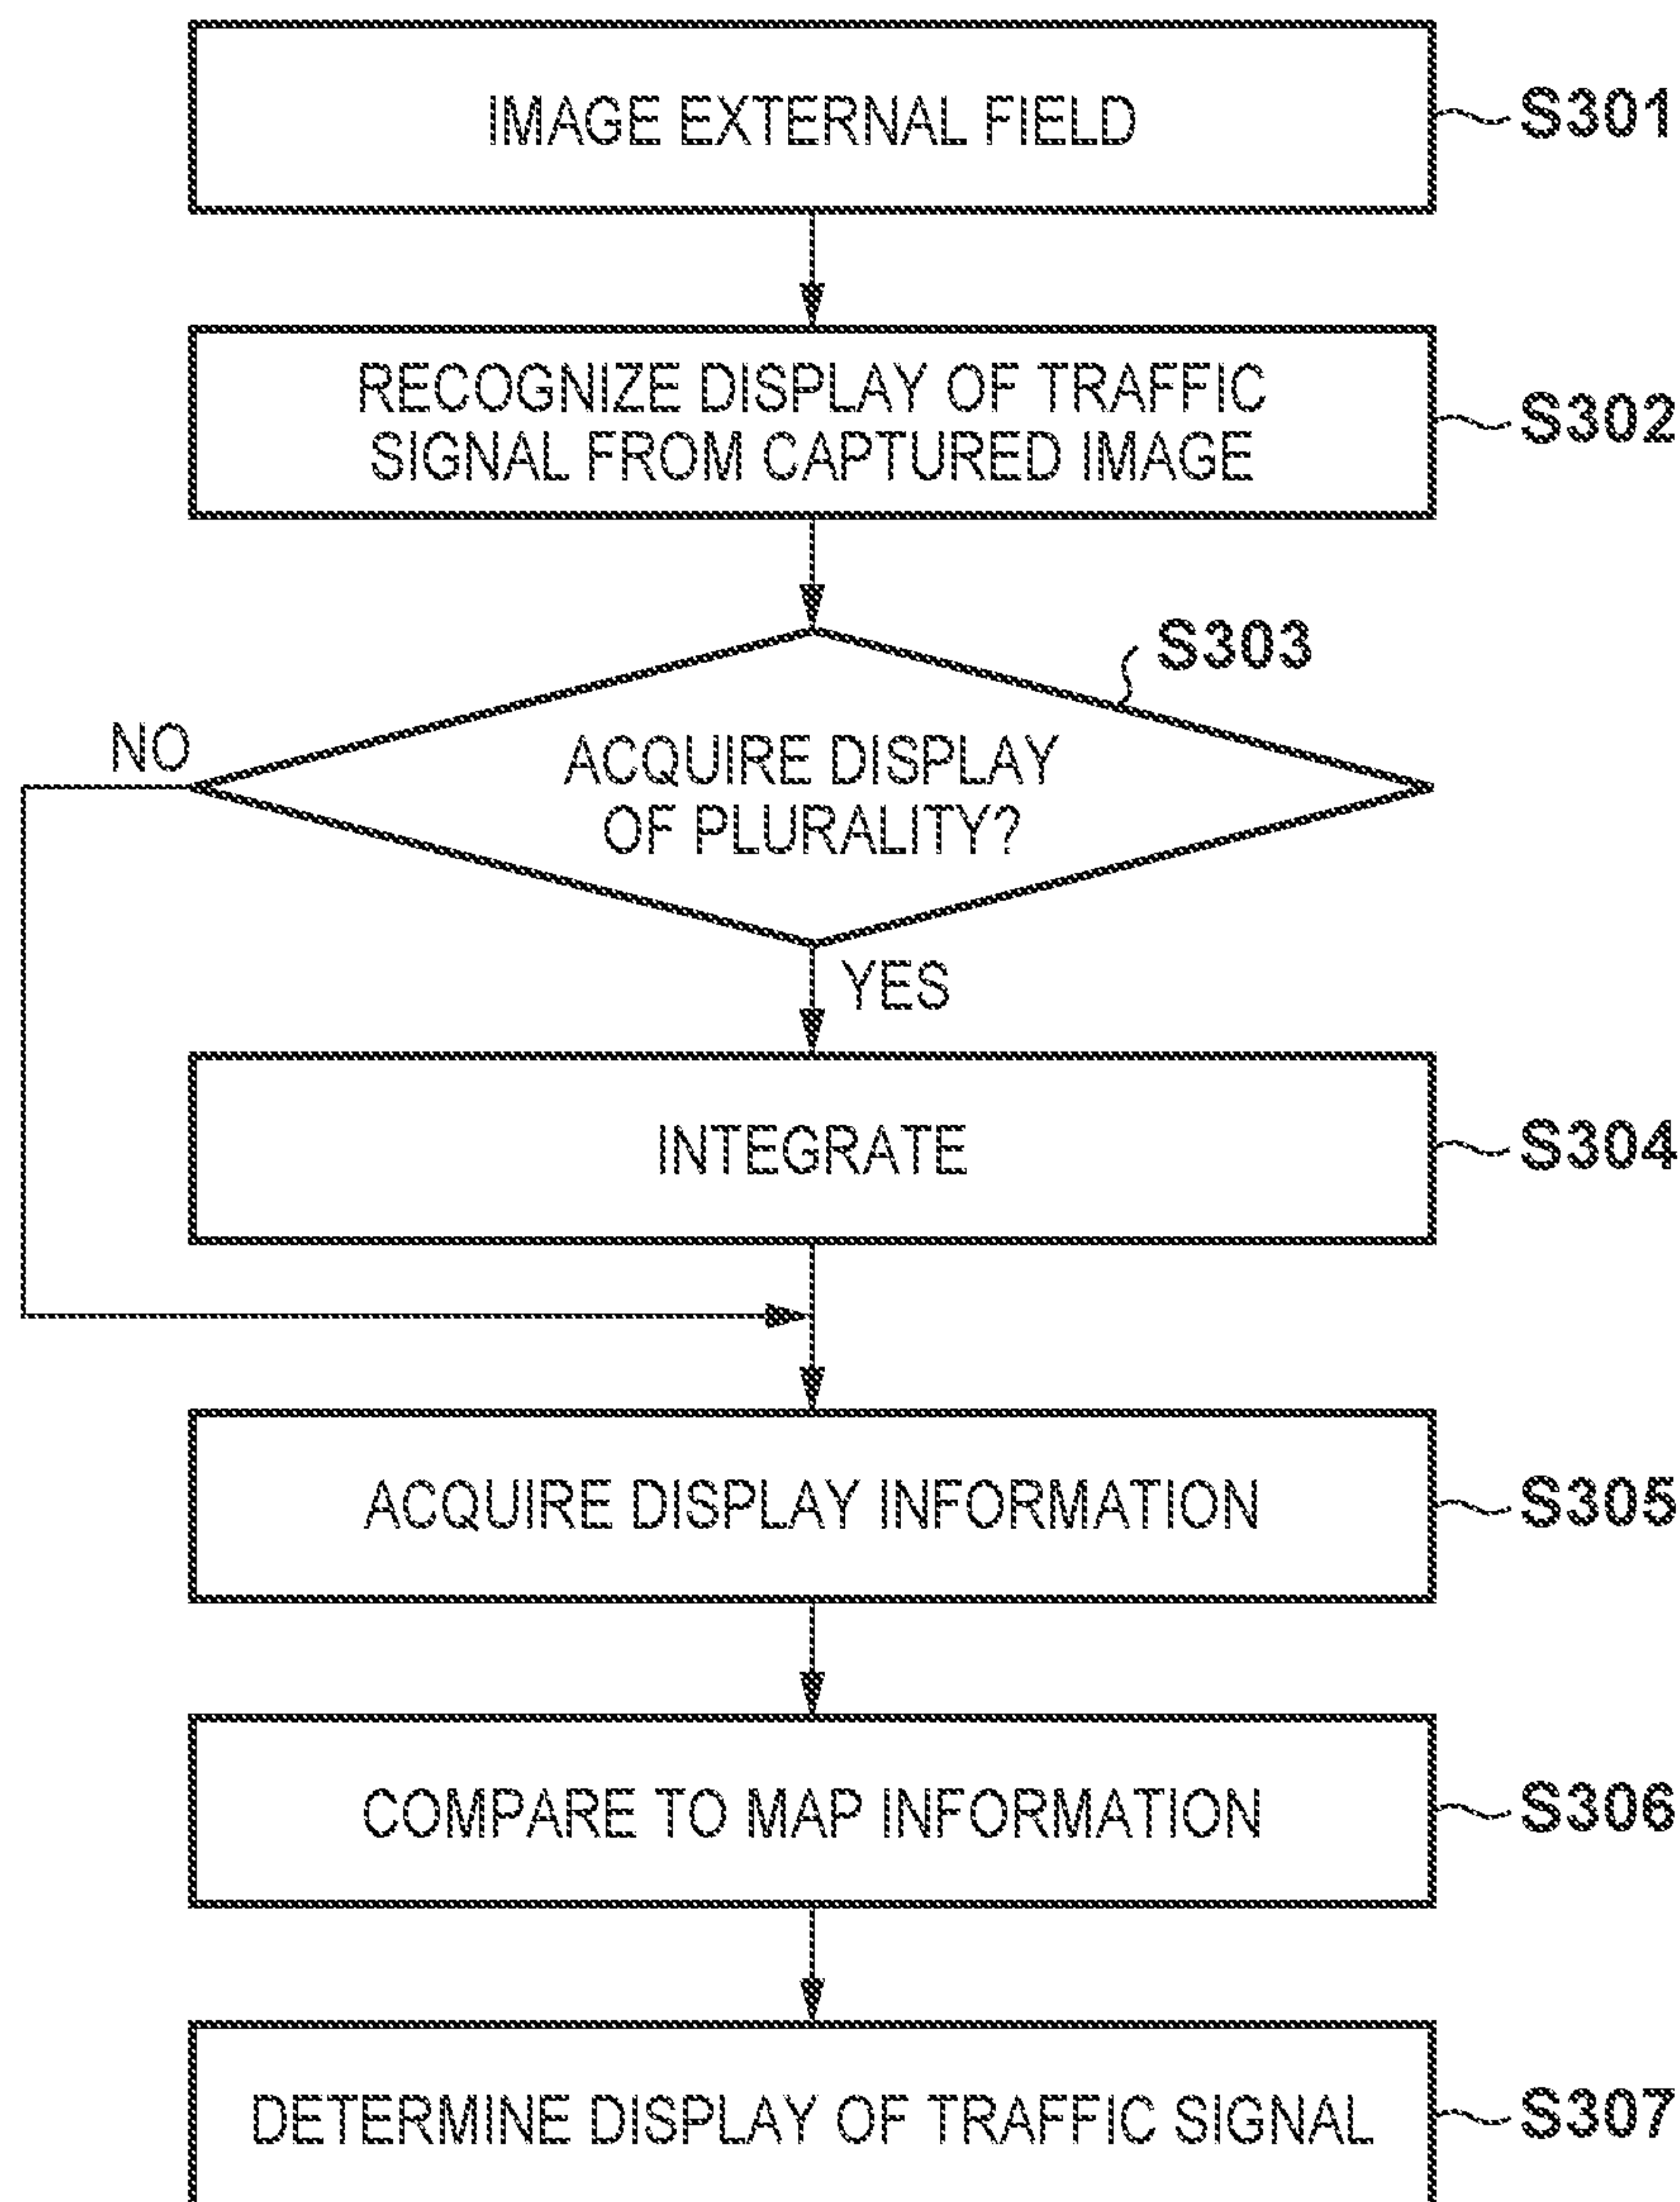 IMAGE EXTERNAL FIELD
S301
RECOGNIZE DISPLAY OF TRAFFIC
SIGNAL FROM CAPTURED IMAGE
S302
S303
NO
ACQUIRE DISPLAY
OF PLURALITY?
YES
INTEGRATE
S304
ACQUIRE DISPLAY INFORMATION
S305
COMPARE TO MAP INFORMATION
S306
DETERMINE DISPLAY OF TRAFFIC SIGNAL
S307